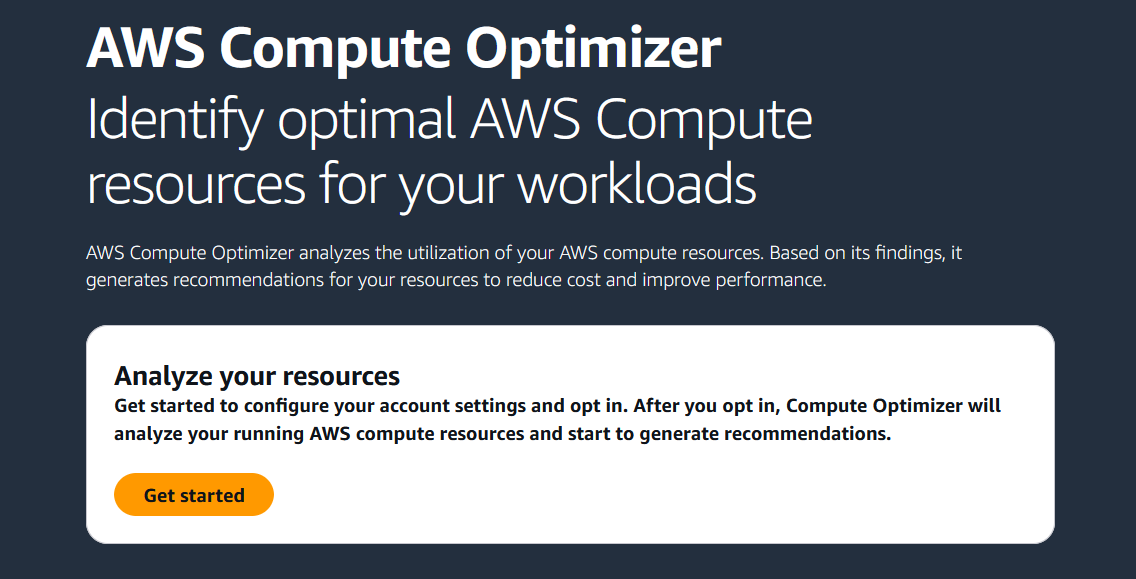 AWS Compute Optimizer
Identify optimal AWS Compute
resources for your workloads
AWS Compute Optimizer analyzes the utilization of your AWS compute resources. Based on its findings, it
generates recommendations for your resources to reduce cost and improve performance.
Analyze your resources
Get started to configure your account settings and opt in. After you opt in, Compute Optimizer will
analyze your running AWS compute resources and start to generate recommendations.
Get started